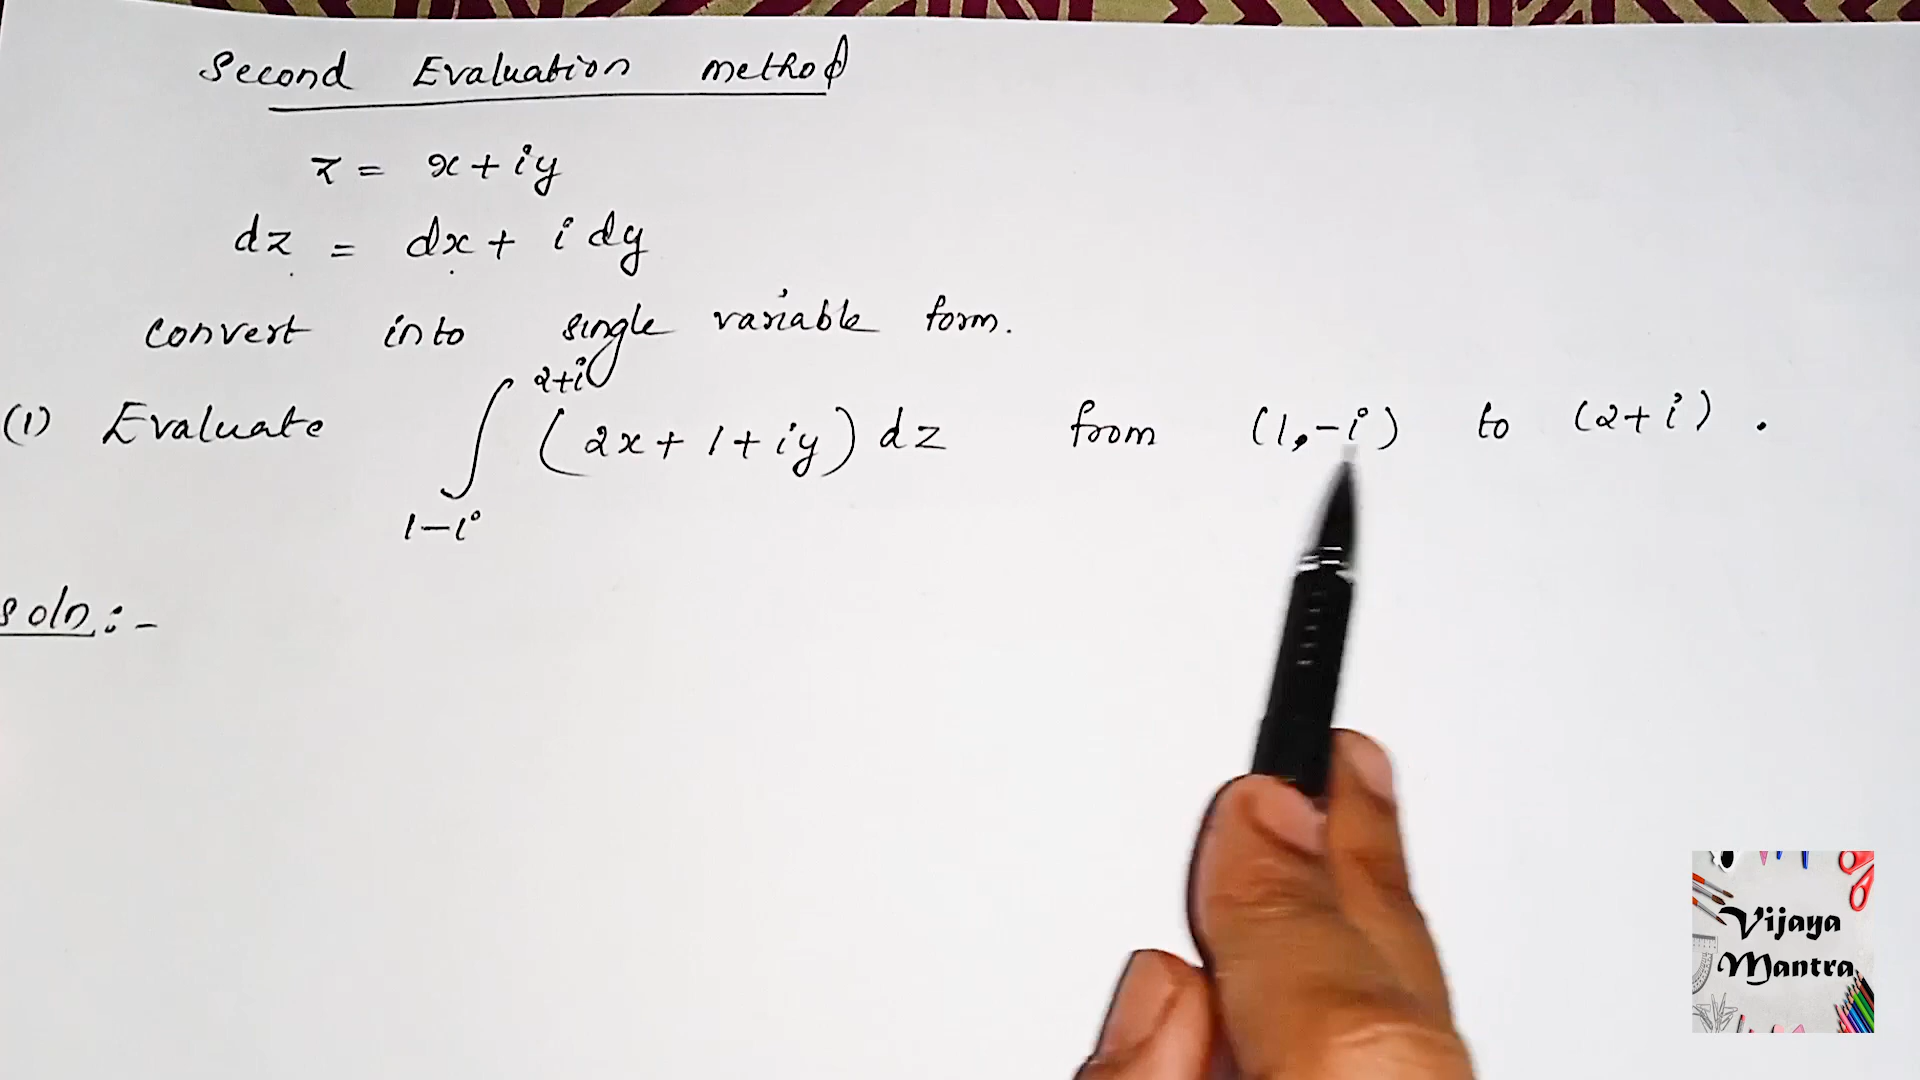 Second Evaluation method
z = x + iy
dz = dx + i dy
convert into single variable form.
(1) Evaluate ∫_{1-i}^{2+i} (2x + 1 + iy) dz from (1,-i) to (2+i).
soln:-
Vijaya
Mantra